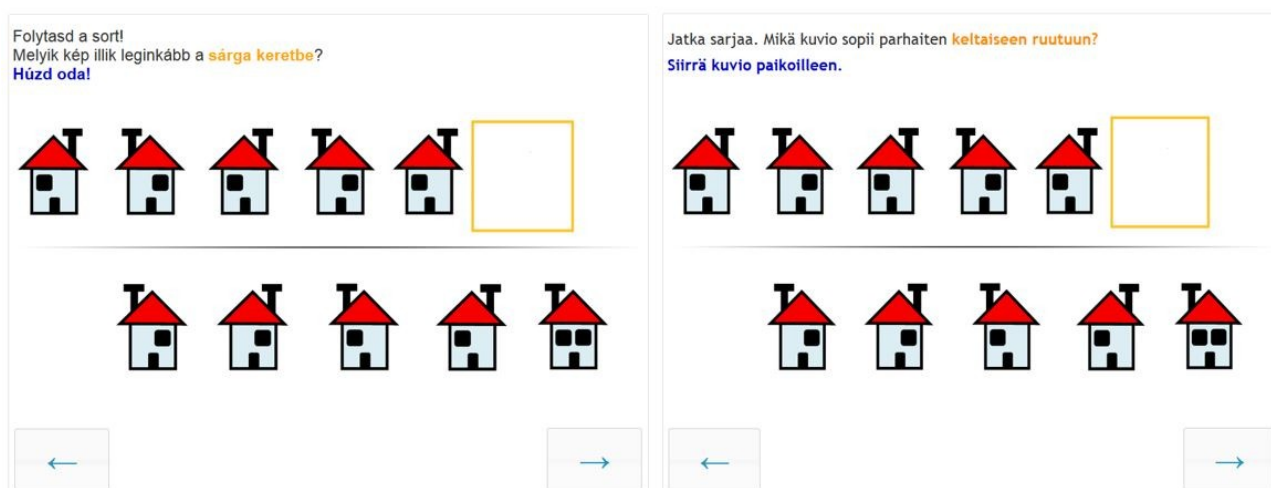 Folytasd a sort!
Melyik kép illik leginkább a sárga keretbe?
Húzd oda!
Jatka sarjaa. Mikä kuvio sopii parhaiten keltaiseen ruutuun?
Siirrä kuvio paikoilleen.